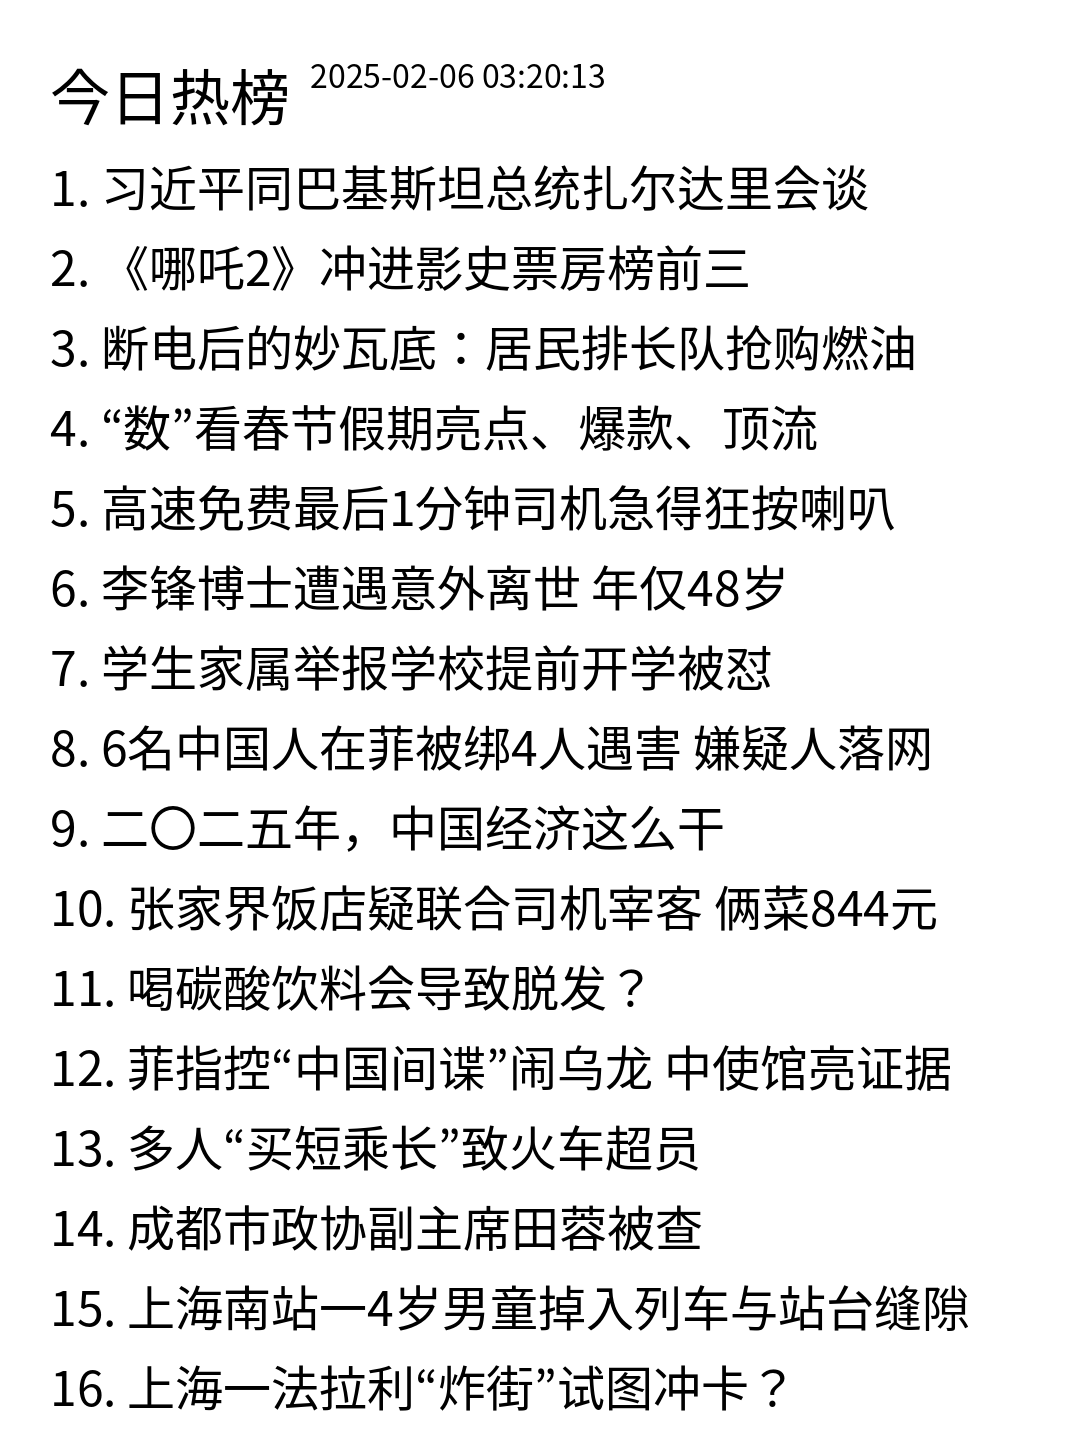 今日热榜 2025-02-06 03:20:13
1. 习近平同巴基斯坦总统扎尔达里会谈
2. 《哪吒2》冲进影史票房榜前三
3. 断电后的妙瓦底：居民排长队抢购燃油
4. “数”看春节假期亮点、爆款、顶流
5. 高速免费最后1分钟司机急得狂按喇叭
6. 李锋博士遭遇意外离世 年仅48岁
7. 学生家属举报学校提前开学被怼
8. 6名中国人在菲被绑4人遇害 嫌疑人落网
9. 二〇二五年，中国经济这么干
10. 张家界饭店疑联合司机宰客 俩菜844元
11. 喝碳酸饮料会导致脱发？
12. 菲指控“中国间谍”闹乌龙 中使馆亮证据
13. 多人“买短乘长”致火车超员
14. 成都市政协副主席田蓉被查
15. 上海南站一4岁男童掉入列车与站台缝隙
16. 上海一法拉利“炸街”试图冲卡？